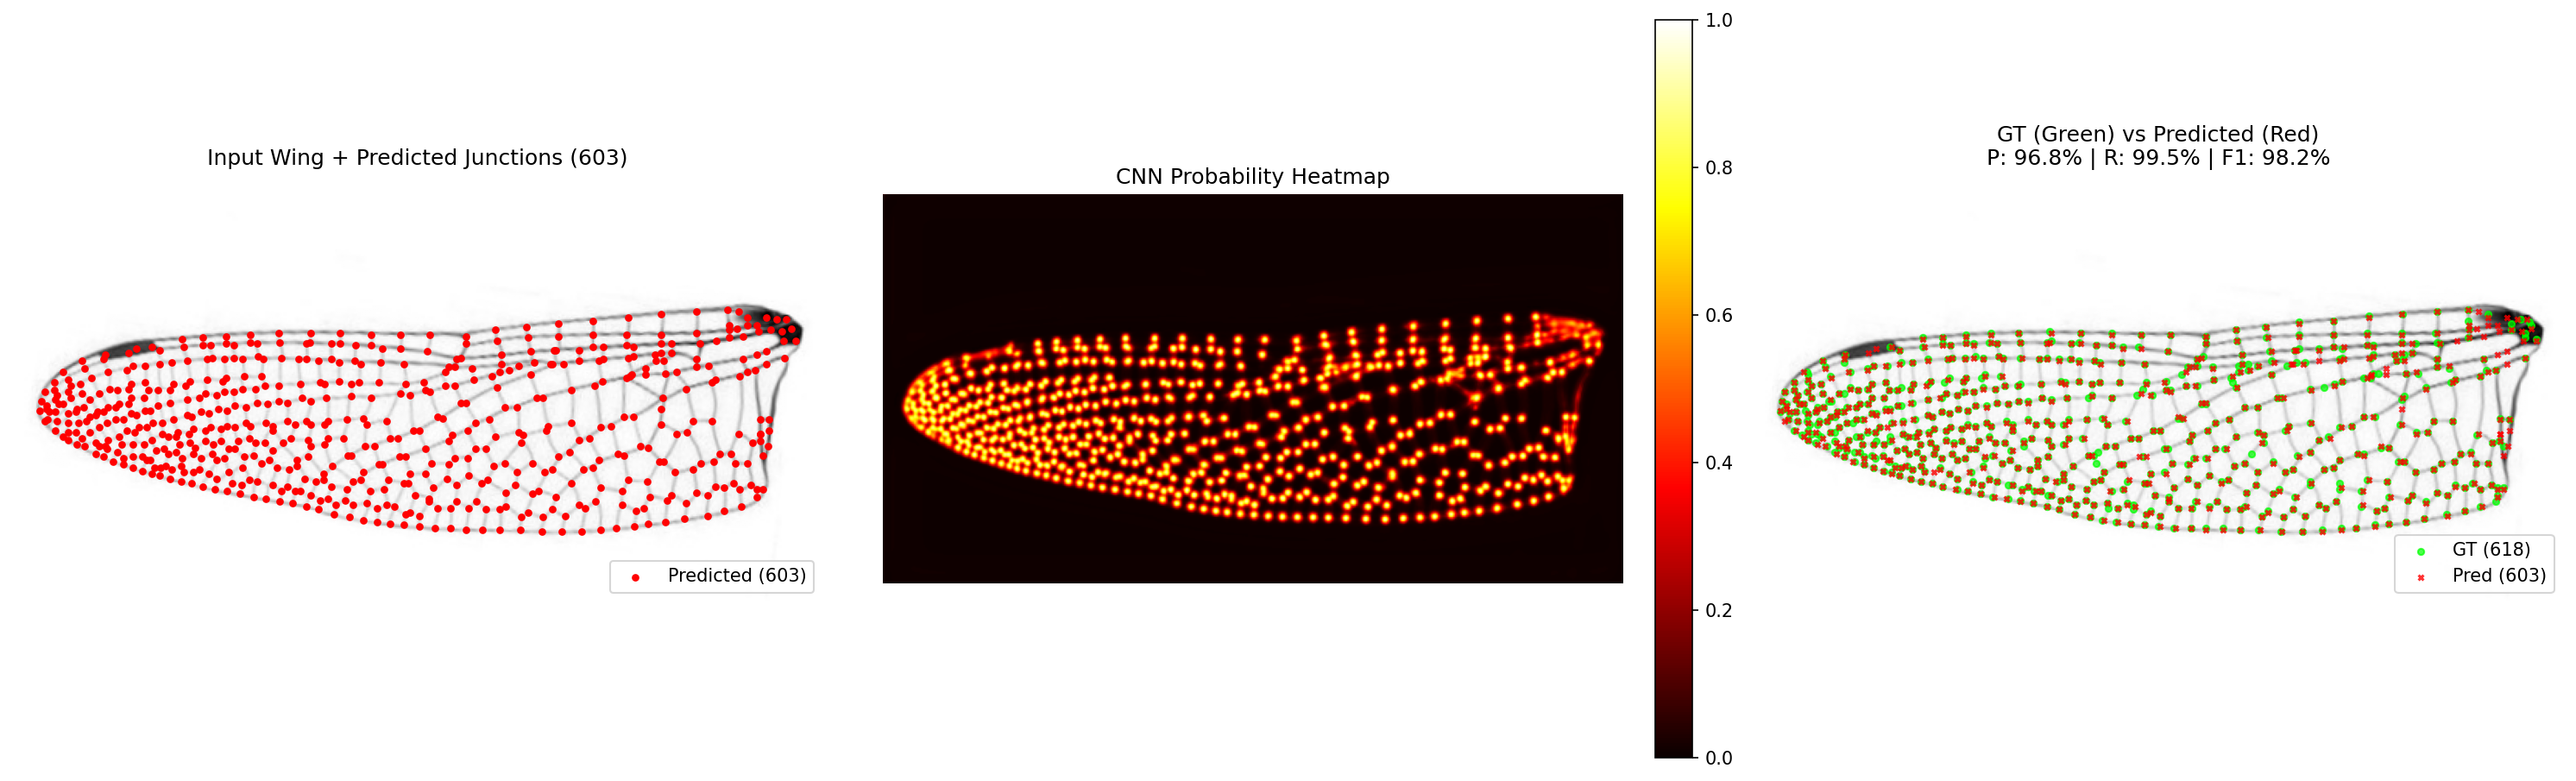 Input Wing + Predicted Junctions (603)
Predicted (603)
CNN Probability Heatmap
1.0
0.8
0.6
0.4
0.2
0.0
GT (Green) vs Predicted (Red)
P: 96.8% | R: 99.5% | F1: 98.2%
GT (618)
Pred (603)